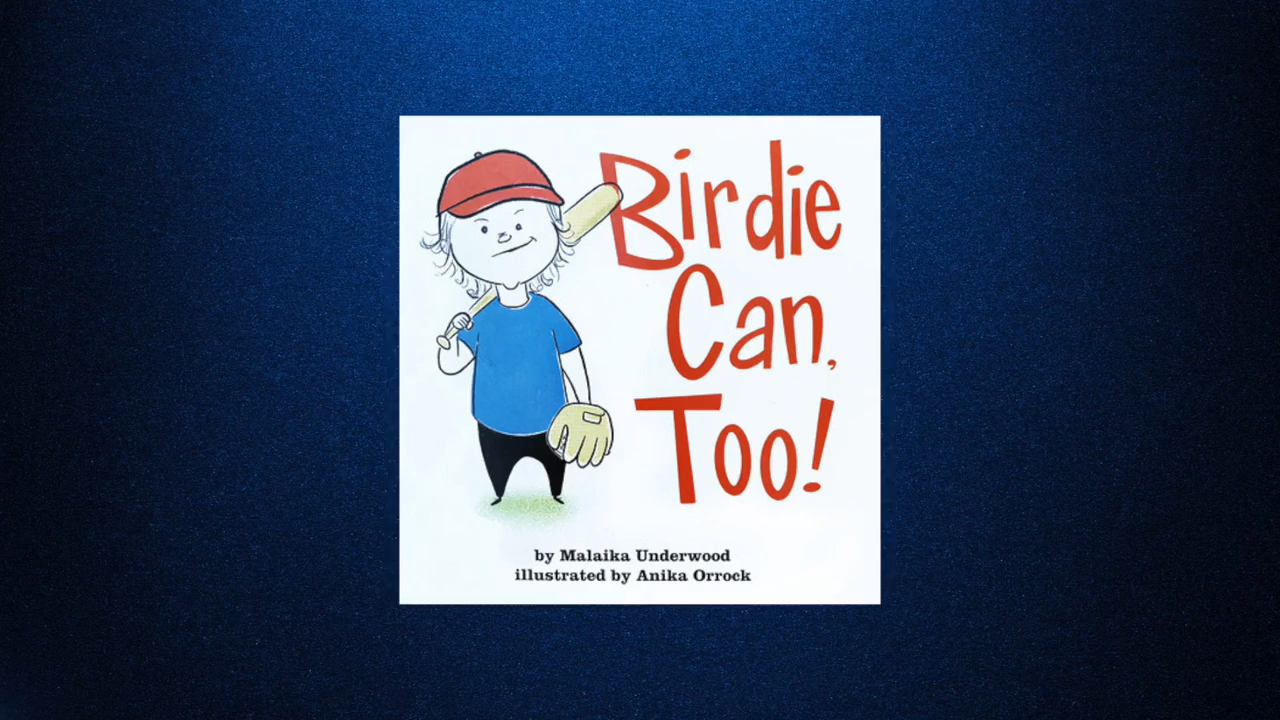 Birdie
Can,
Too!
by Malaika Underwood
illustrated by Anika Orrock